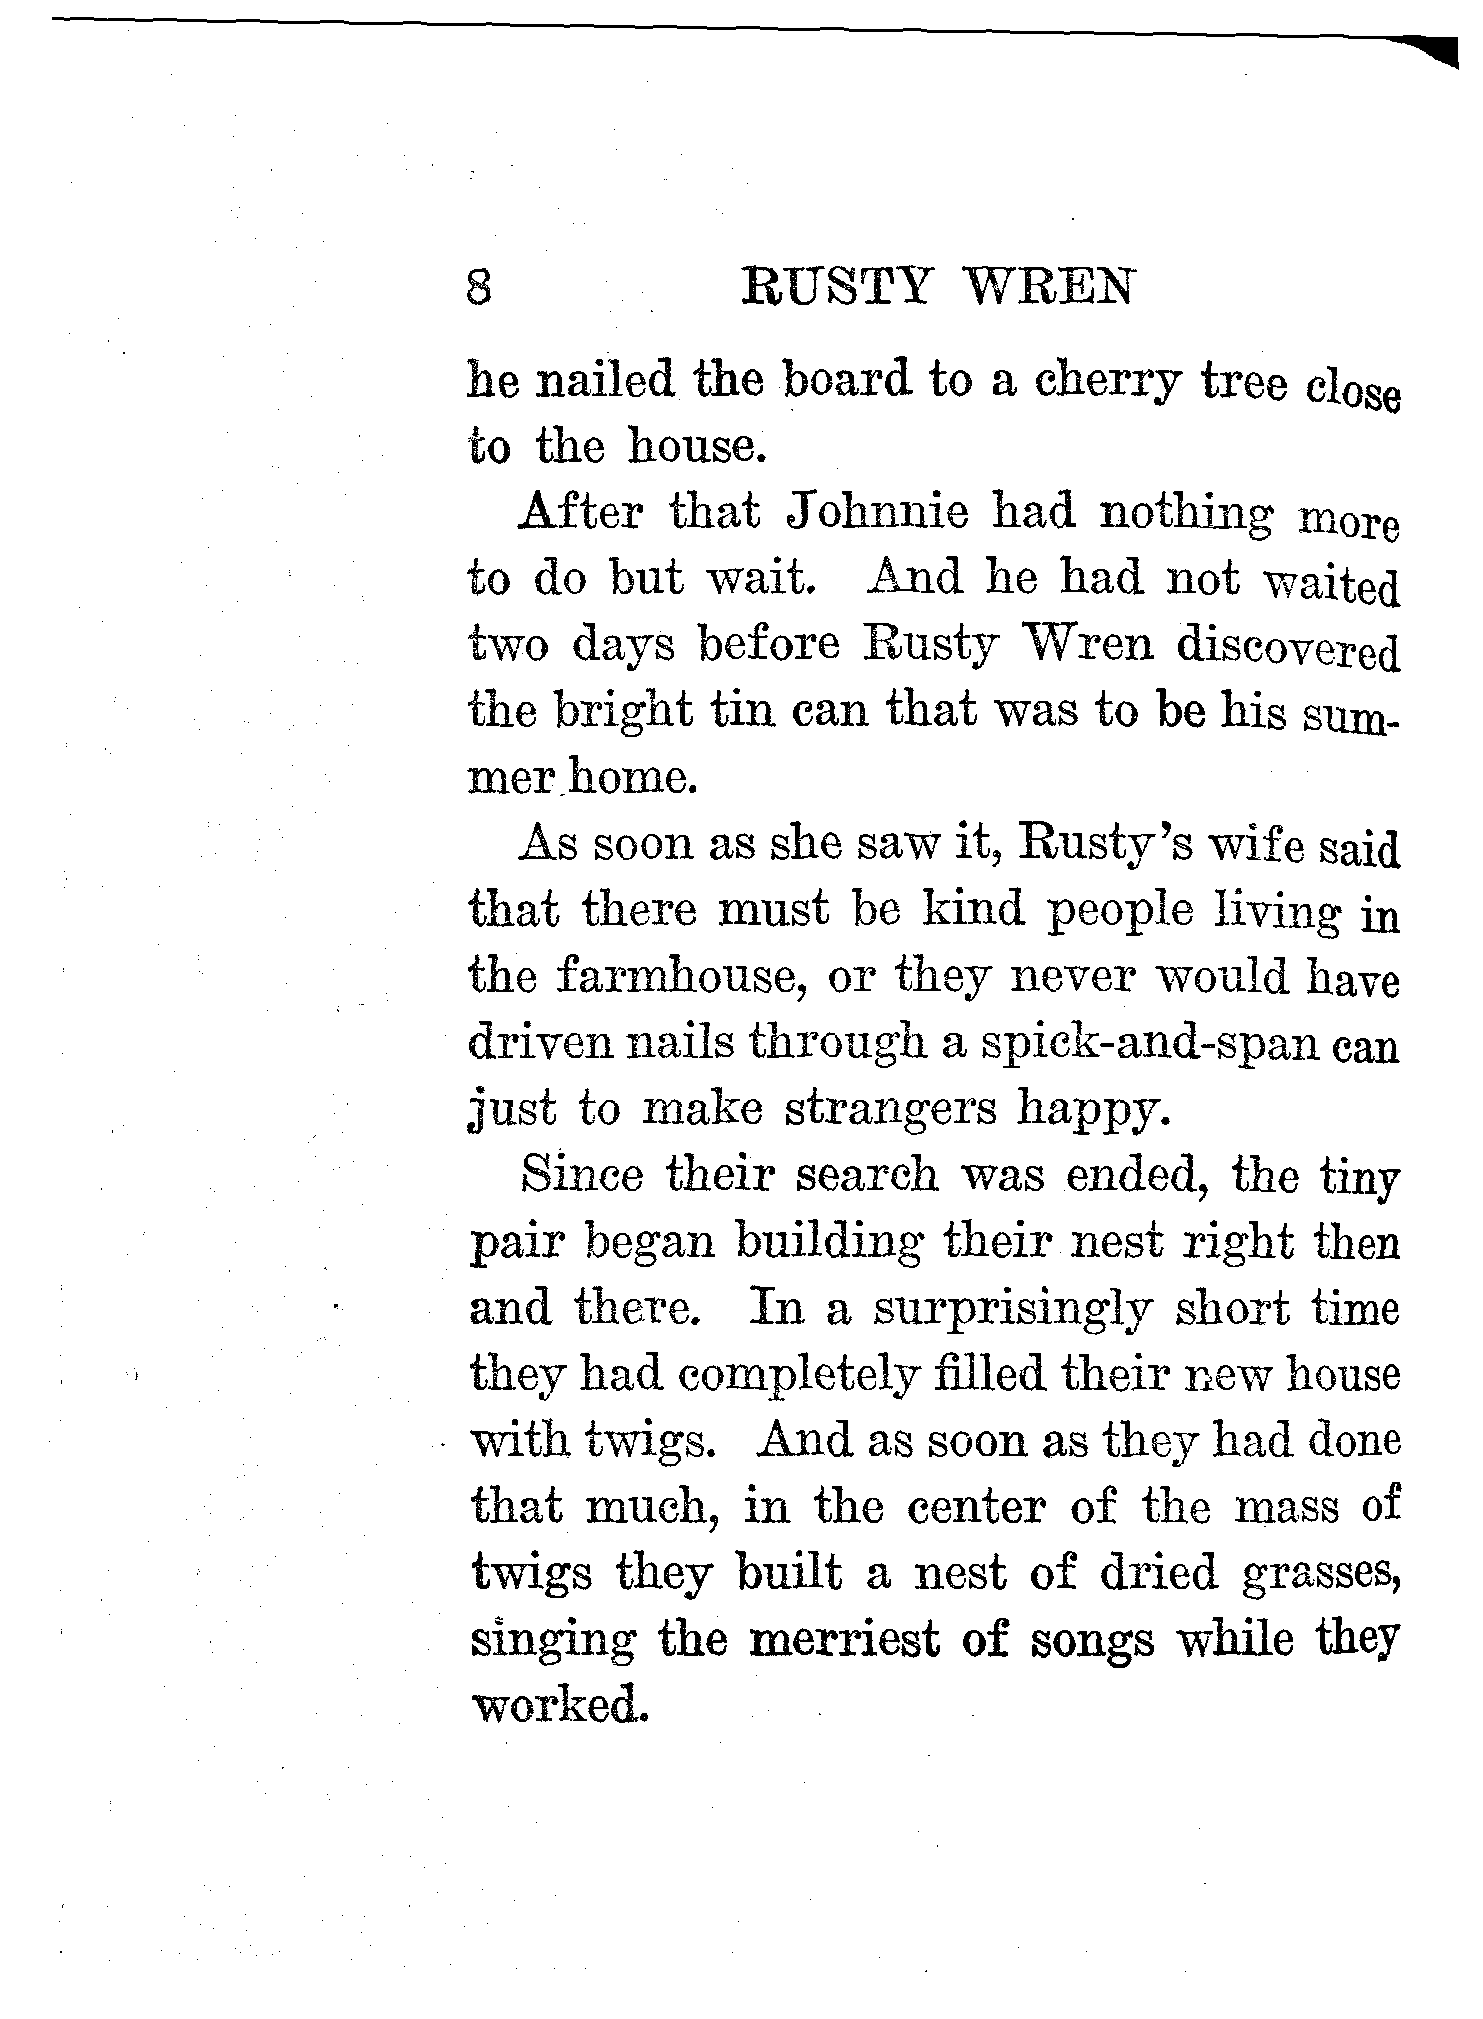 8 RUSTY WREN
he nailed the board to a cherry tree close
to the house.
After that Johnnie had nothing more
to do but wait. And he had not waited
two days before Rusty Wren discovered
the bright tin can that was to be his sum-
mer home.
As soon as she saw it, Rusty's wife said
that there must be kind people living in
the farmhouse, or they never would have
driven nails through a spick-and-span can
just to make strangers happy.
Since their search was ended, the tiny
pair began building their nest right then
and there. In a surprisingly short time
they had completely filled their new house
with twigs. And as soon as they had done
that much, in the center of the mass of
twigs they built a nest of dried grasses,
singing the merriest of songs while they
worked.